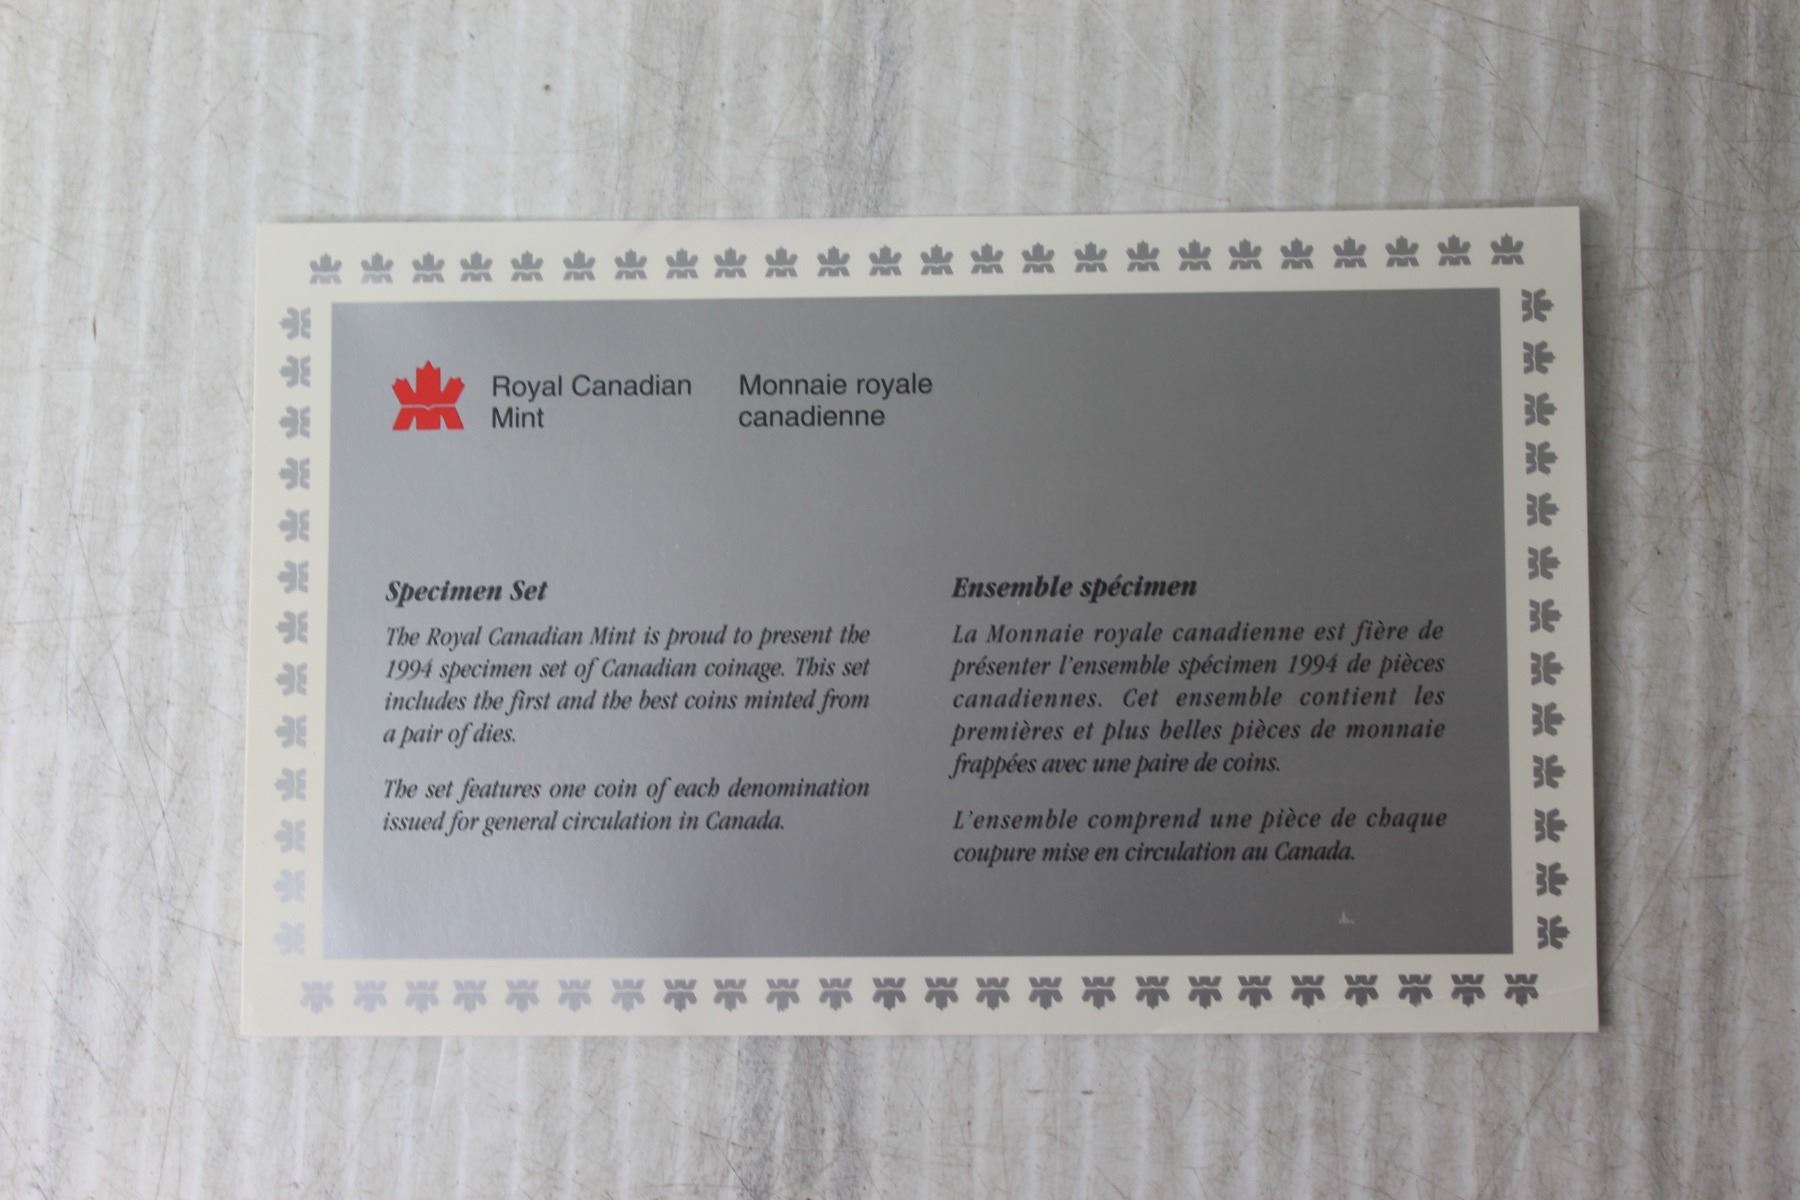 Royal Canadian
Mint
Monnaie royale
canadienne
Specimen Set
The Royal Canadian Mint is proud to present the
1994 specimen set of Canadian coinage. This set
includes the first and the best coins minted from
a pair of dies.
The set features one coin of each denomination
issued for general circulation in Canada.
Ensemble spécimen
La Monnaie royale canadienne est fière de
présenter l'ensemble spécimen 1994 de pièces
canadiennes. Cet ensemble contient les
premières et plus belles pièces de monnaie
frappées avec une paire de coins.
L'ensemble comprend une pièce de chaque
coupure mise en circulation au Canada.